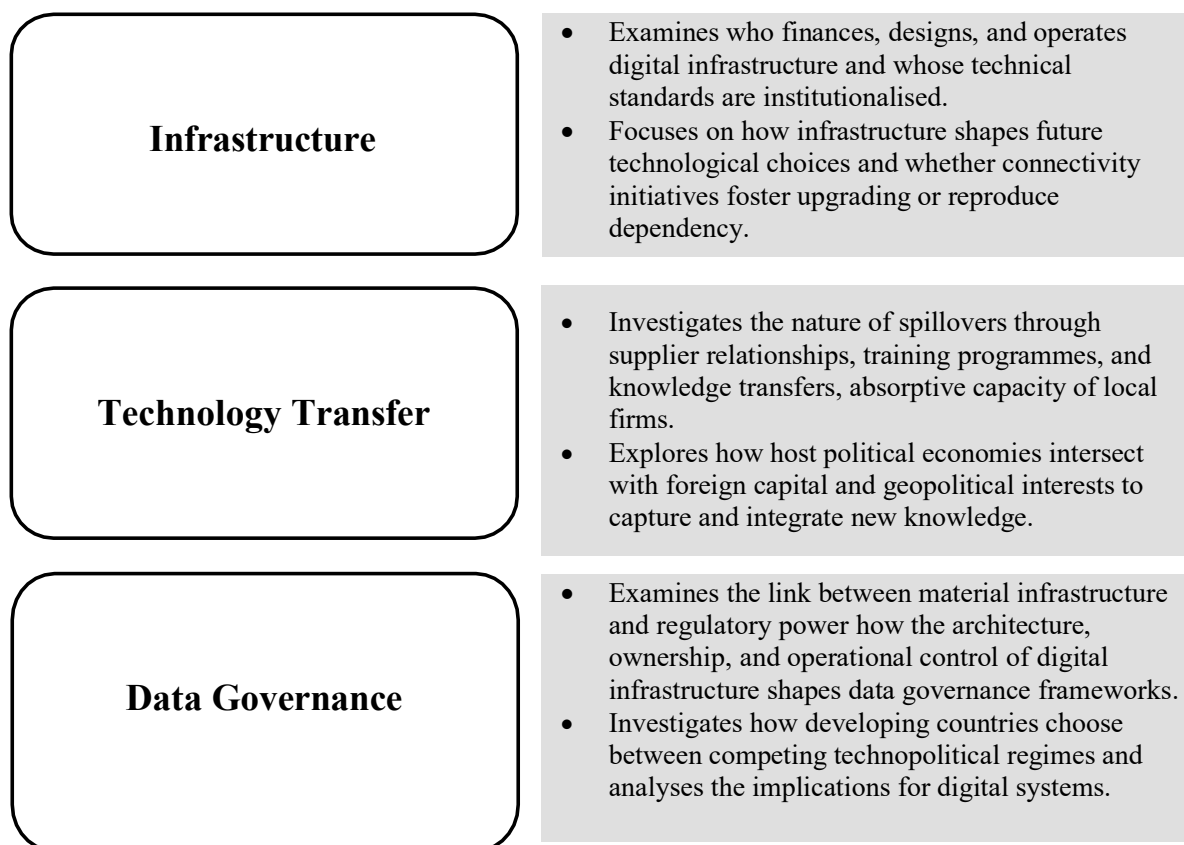 Infrastructure
• Examines who finances, designs, and operates
digital infrastructure and whose technical
standards are institutionalised.
• Focuses on how infrastructure shapes future
technological choices and whether connectivity
initiatives foster upgrading or reproduce
dependency.
Technology Transfer
• Investigates the nature of spillovers through
supplier relationships, training programmes, and
knowledge transfers, absorptive capacity of local
firms.
• Explores how host political economies intersect
with foreign capital and geopolitical interests to
capture and integrate new knowledge.
Data Governance
• Examines the link between material infrastructure
and regulatory power how the architecture,
ownership, and operational control of digital
infrastructure shapes data governance frameworks.
• Investigates how developing countries choose
between competing technopolitical regimes and
analyses the implications for digital systems.